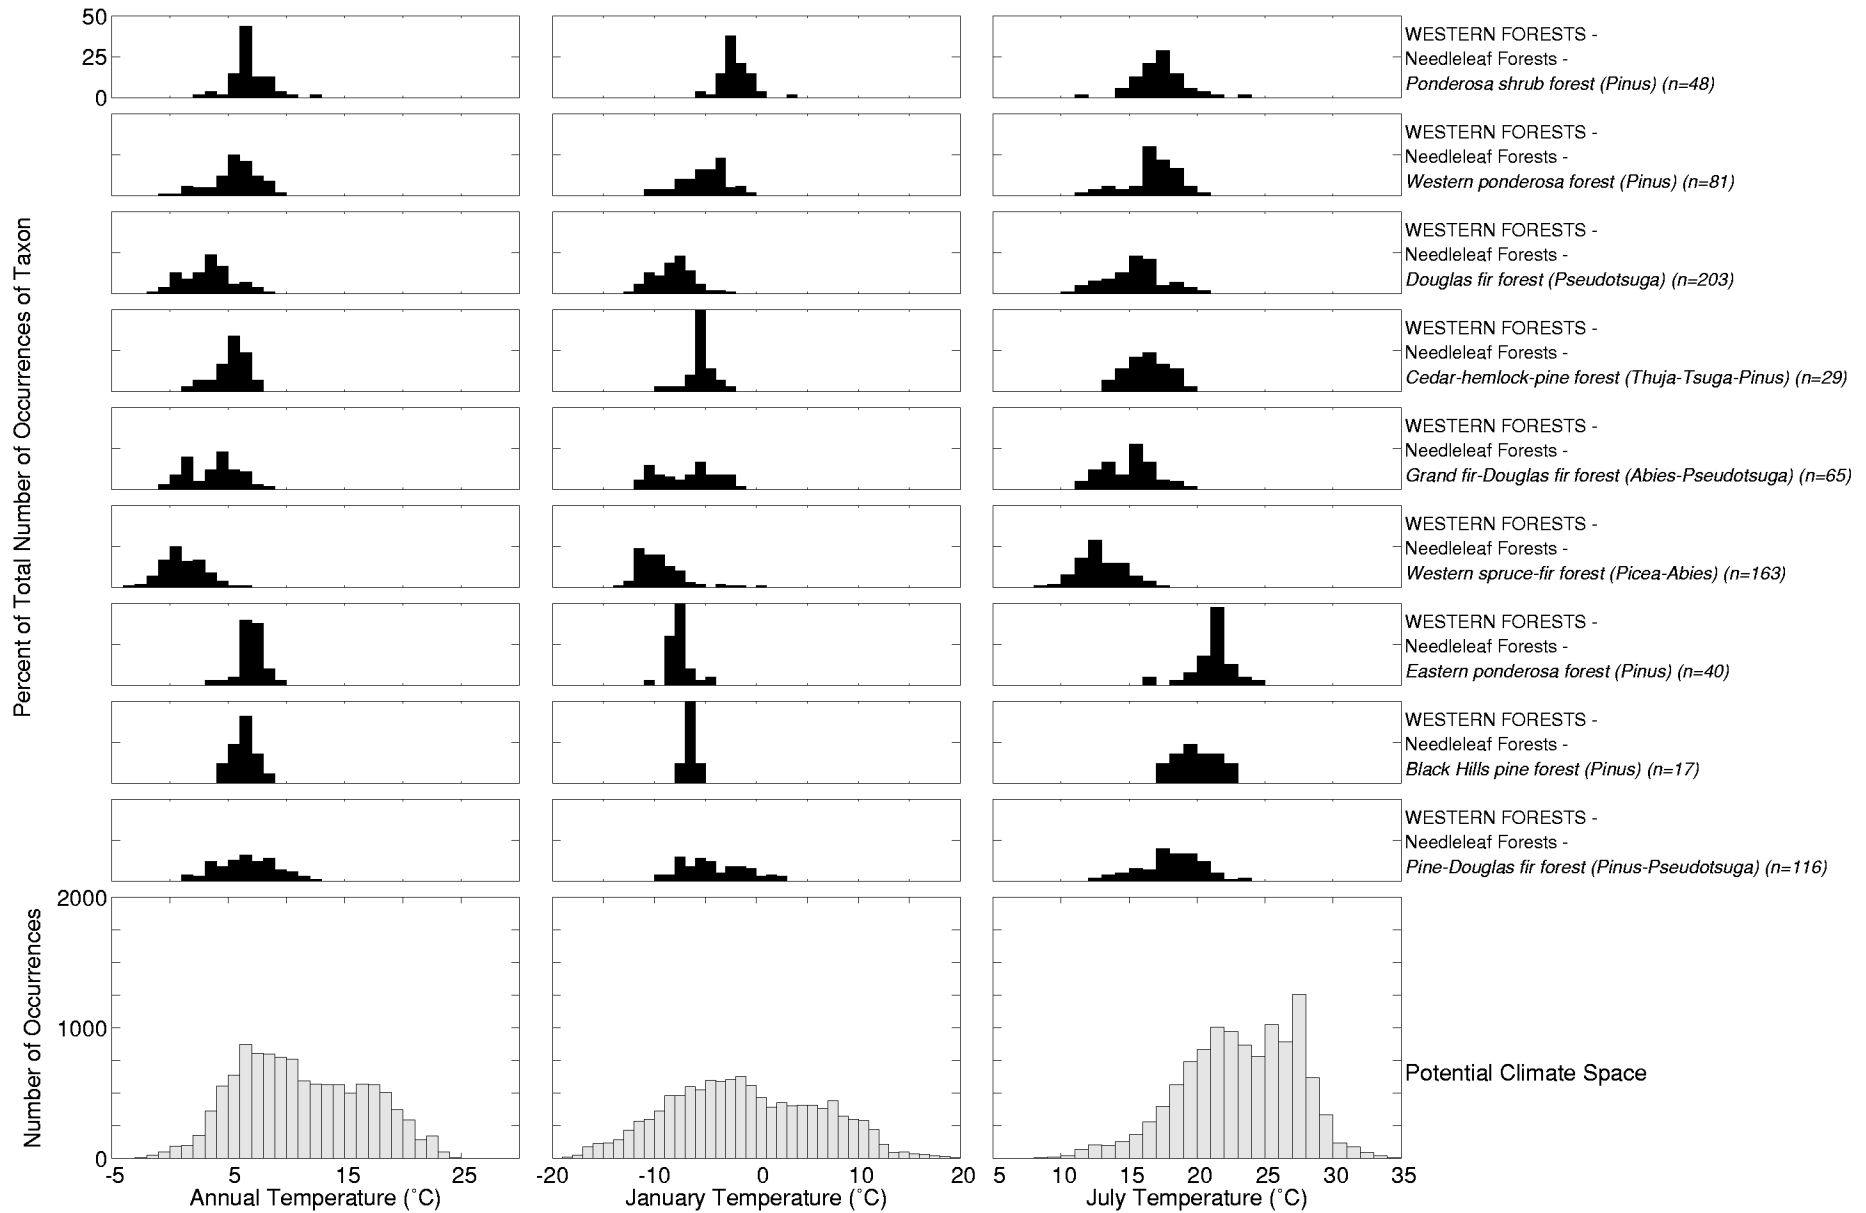 50
25
0
WESTERN FORESTS -
Needleleaf Forests -
Ponderosa shrub forest (Pinus) (n=48)
WESTERN FORESTS -
Needleleaf Forests -
Western ponderosa forest (Pinus) (n=81)
WESTERN FORESTS -
Needleleaf Forests -
Douglas fir forest (Pseudotsuga) (n=203)
WESTERN FORESTS -
Needleleaf Forests -
Cedar-hemlock-pine forest (Thuja-Tsuga-Pinus) (n=29)
WESTERN FORESTS -
Needleleaf Forests -
Grand fir-Douglas fir forest (Abies-Pseudotsuga) (n=65)
WESTERN FORESTS -
Needleleaf Forests -
Western spruce-fir forest (Picea-Abies) (n=163)
WESTERN FORESTS -
Needleleaf Forests -
Eastern ponderosa forest (Pinus) (n=40)
WESTERN FORESTS -
Needleleaf Forests -
Black Hills pine forest (Pinus) (n=17)
WESTERN FORESTS -
Needleleaf Forests -
Pine-Douglas fir forest (Pinus-Pseudotsuga) (n=116)
Percent of Total Number of Occurrences of Taxon
2000
1000
0
Number of Occurrences
Potential Climate Space
-5 5 15 25
Annual Temperature (˚C)
-20 -10 0 10 20
January Temperature (˚C)
5 10 15 20 25 30 35
July Temperature (˚C)